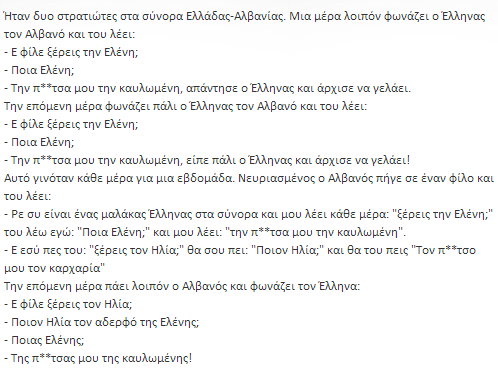 Ήταν δυο στρατιώτες στα σύνορα Ελλάδας-Αλβανίας. Μια μέρα λοιπόν φωνάζει ο Έλληνας
τον Αλβανό και του λέει:
- Ε φίλε ξέρεις την Ελένη;
- Ποια Ελένη;
- Την π**τσα μου την καυλωμένη, απάντησε ο Έλληνας και άρχισε να γελάει.
Την επόμενη μέρα φωνάζει πάλι ο Έλληνας τον Αλβανό και του λέει:
- Ε φίλε ξέρεις την Ελένη;
- Ποια Ελένη;
- Την π**τσα μου την καυλωμένη, είπε πάλι ο Έλληνας και άρχισε να γελάει!
Αυτό γινόταν κάθε μέρα για μια εβδομάδα. Νευριασμένος ο Αλβανός πήγε σε έναν φίλο και
του λέει:
- Ρε συ είναι ένας μαλάκας Έλληνας στα σύνορα και μου λέει κάθε μέρα: "ξέρεις την Ελένη;"
του λέω εγώ: "Ποια Ελένη;" και μου λέει: "την π**τσα μου την καυλωμένη".
- Ε εσύ πες του: "ξέρεις τον Ηλία;" θα σου πει: "Ποιον Ηλία;" και θα του πεις "Τον π**τσο
μου τον καρχαρία"
Την επόμενη μέρα πάει λοιπόν ο Αλβανός και φωνάζει τον Έλληνα:
- Ε φίλε ξέρεις τον Ηλία;
- Ποιον Ηλία τον αδερφό της Ελένης;
- Ποιας Ελένης;
- Της π**τσας μου της καυλωμένης!